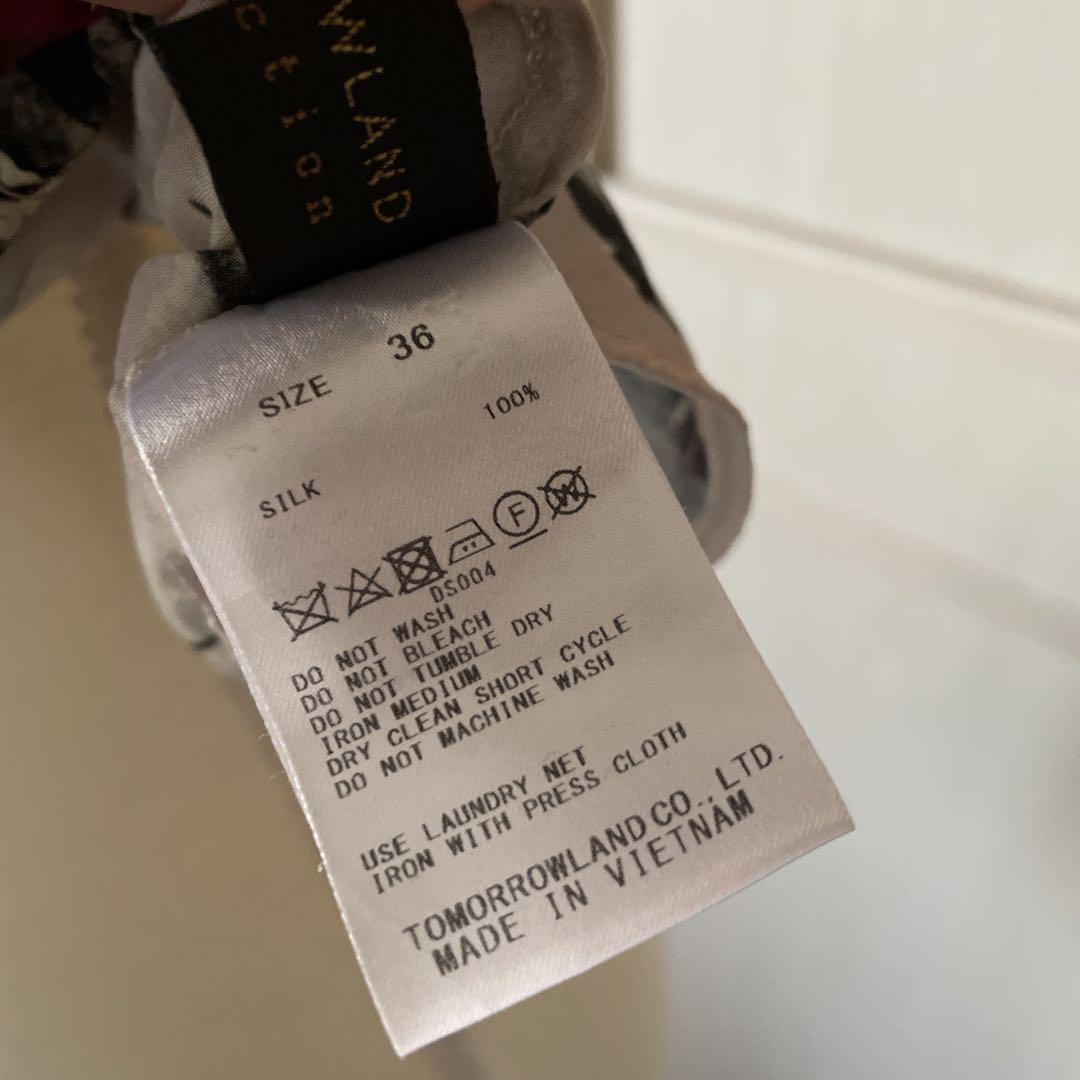 WLAND
ction
SIZE 36
SILK 100%
F W
DS004
DO NOT WASH
DO NOT BLEACH
DO NOT TUMBLE DRY
IRON MEDIUM
DRY CLEAN SHORT CYCLE
DO NOT MACHINE WASH
USE LAUNDRY NET
IRON WITH PRESS CLOTH
TOMORROWLAND CO., LTD.
MADE IN VIETNAM